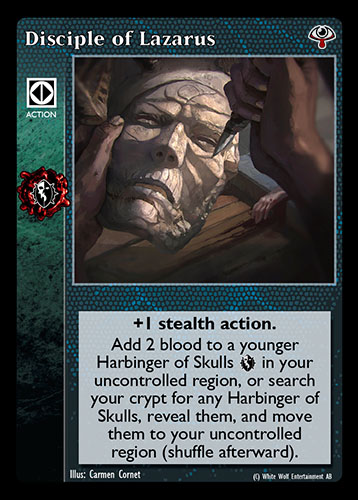 Disciple of Lazarus
ACTION
+1 stealth action.
Add 2 blood to a younger
Harbinger of Skulls in your
uncontrolled region, or search
your crypt for any Harbinger of
Skulls, reveal them, and move
them to your uncontrolled
region (shuffle afterward).
Illus: Carmen Cornet
(C) White Wolf Entertainment AB